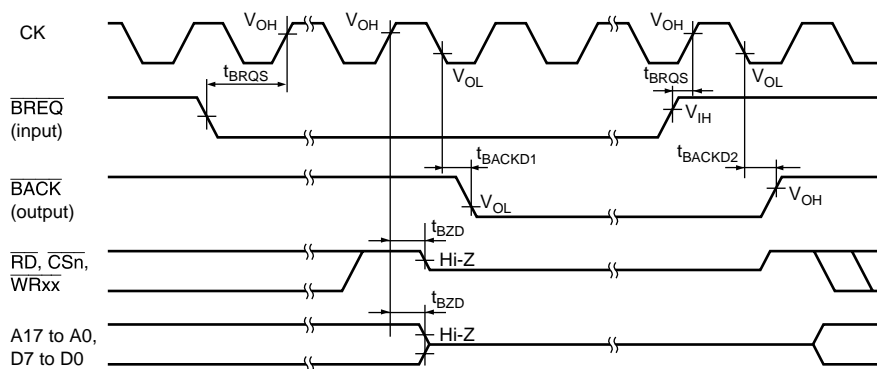 CK
V_OH V_OH V_OH
V_OL V_OL
t_BRQS t_BRQS
BREQ
(input)
V_IH
t_BACKD1 t_BACKD2
BACK
(output)
V_OL V_OH
t_BZD
RD, CSn,
WRxx
Hi-Z
t_BZD
A17 to A0,
D7 to D0
Hi-Z